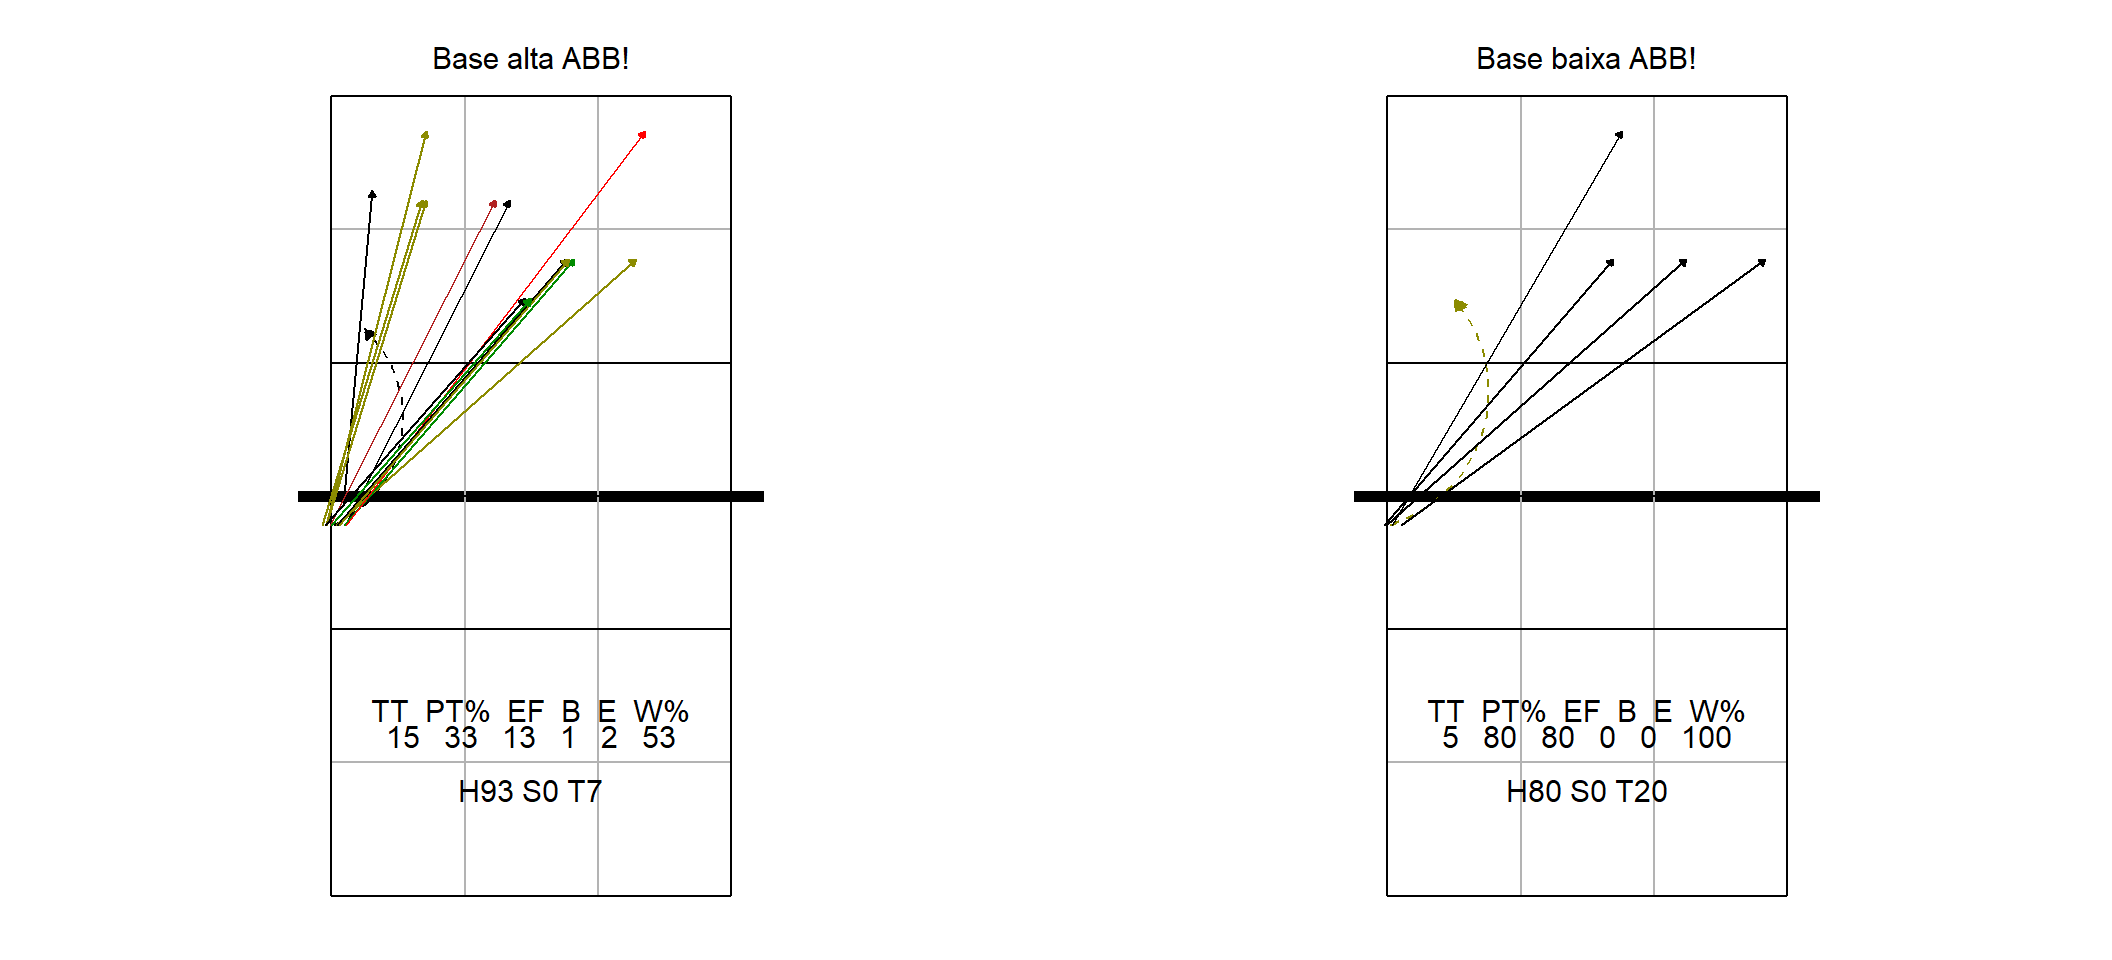 Base alta ABB!
TT PT% EF B E W%
15 33 13 1 2 53
H93 S0 T7
Base baixa ABB!
TT PT% EF B E W%
5 80 80 0 0 100
H80 S0 T20